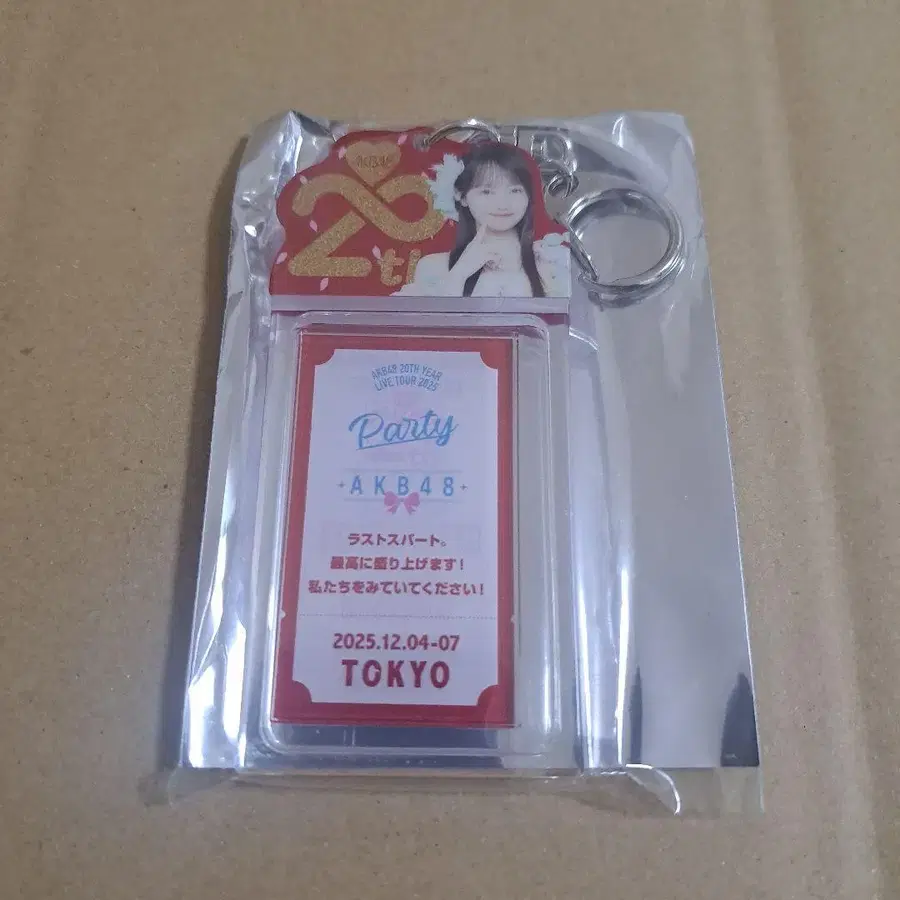 AKB48
20
th
AKB48 20TH YEAR
LIVE TOUR 2025
Party
AKB48
ラストスパート。
最高に盛り上げます!
私たちをみていてください!
2025.12.04-07
TOKYO